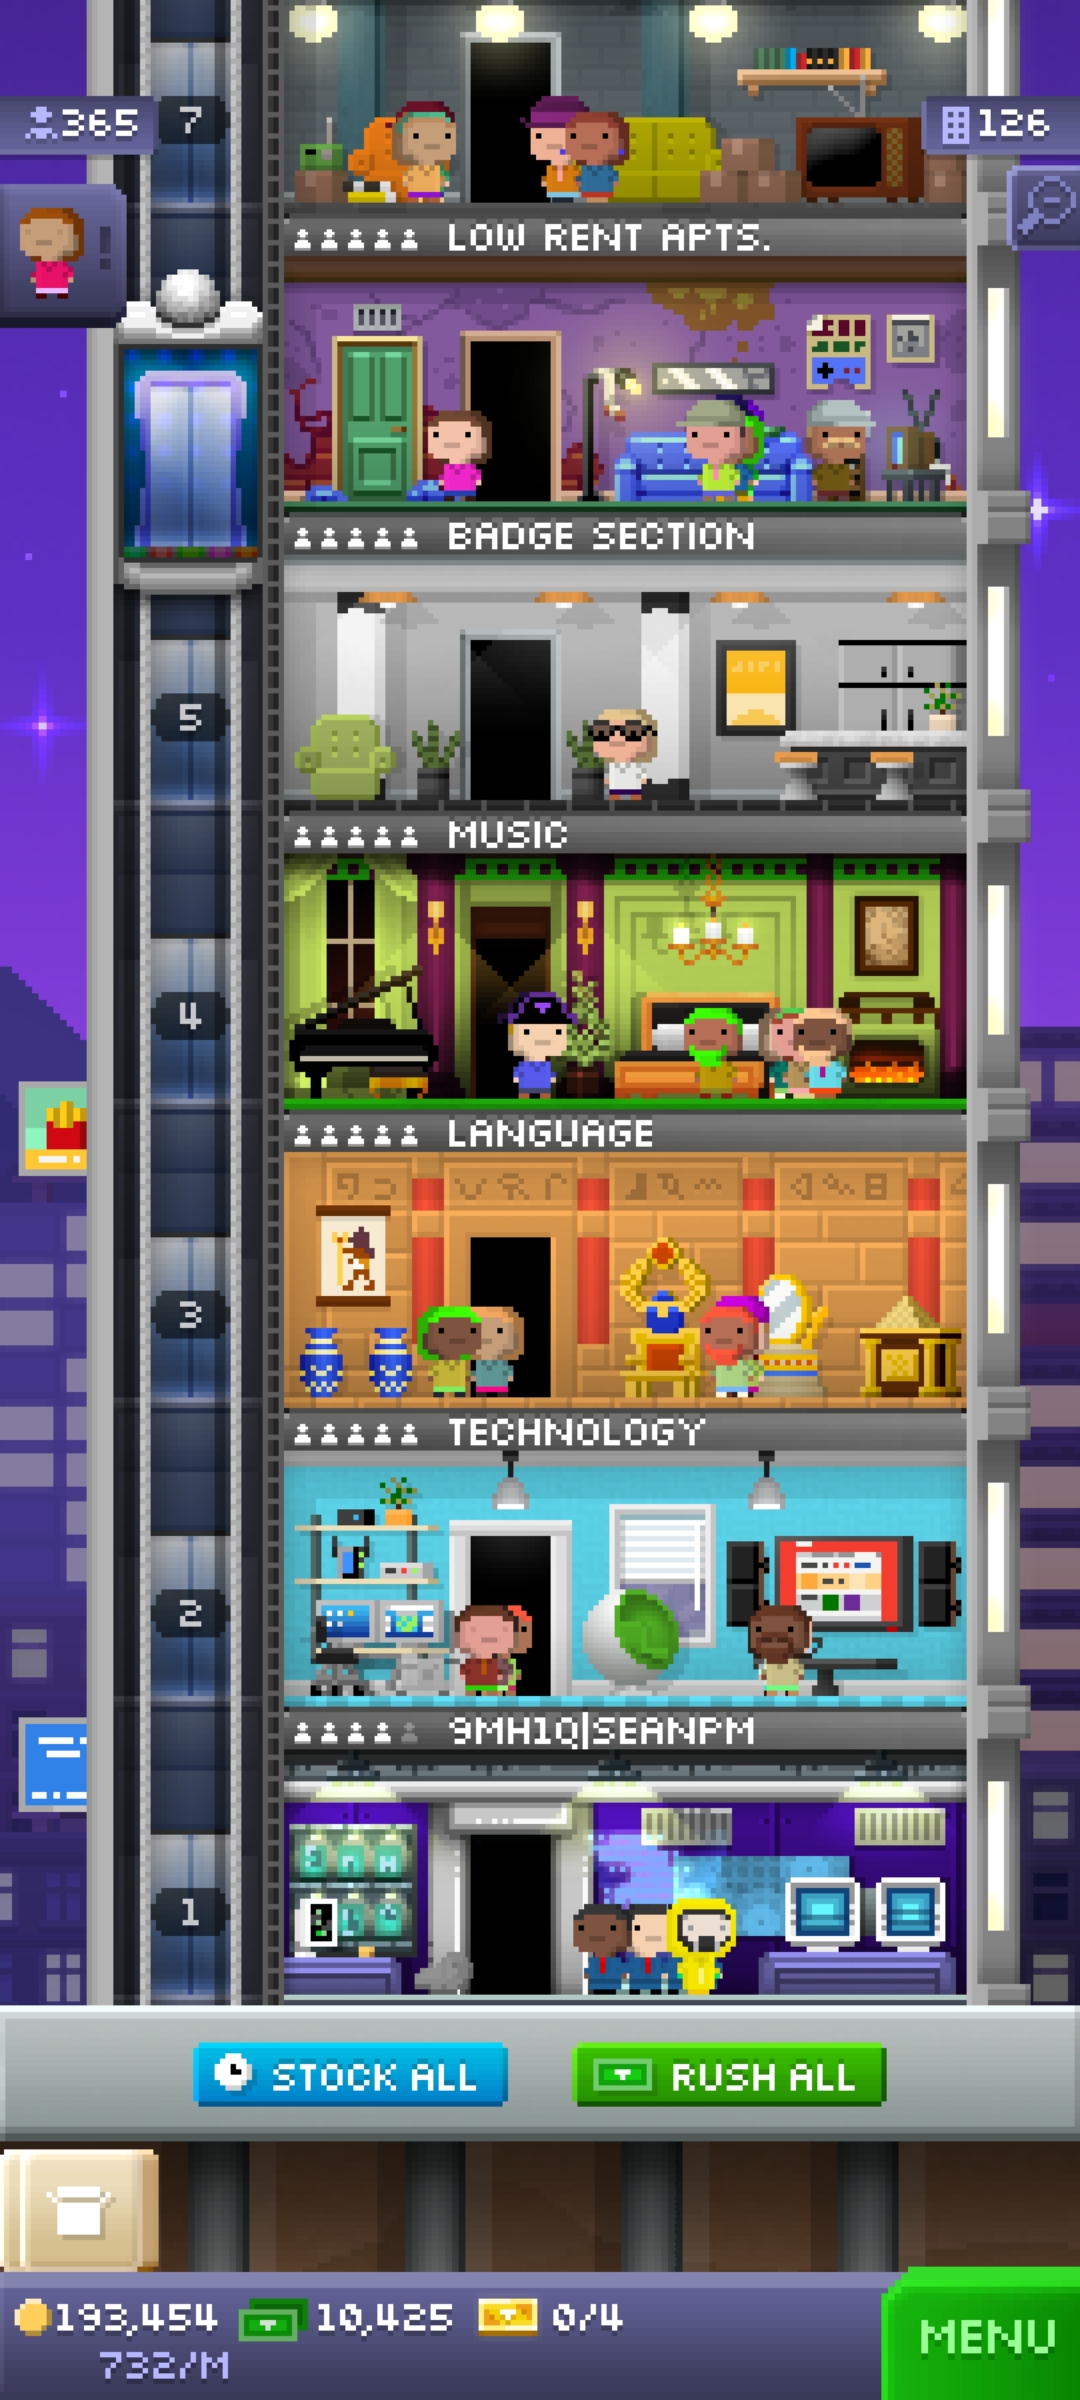 365
7
126
!
LOW RENT APTS.
BADGE SECTION
5
MUSIC
4
LANGUAGE
3
TECHNOLOGY
2
9MH1Q|SEANPM
1
STOCK ALL
RUSH ALL
193,454
10,425
0/4
732/M
MENU